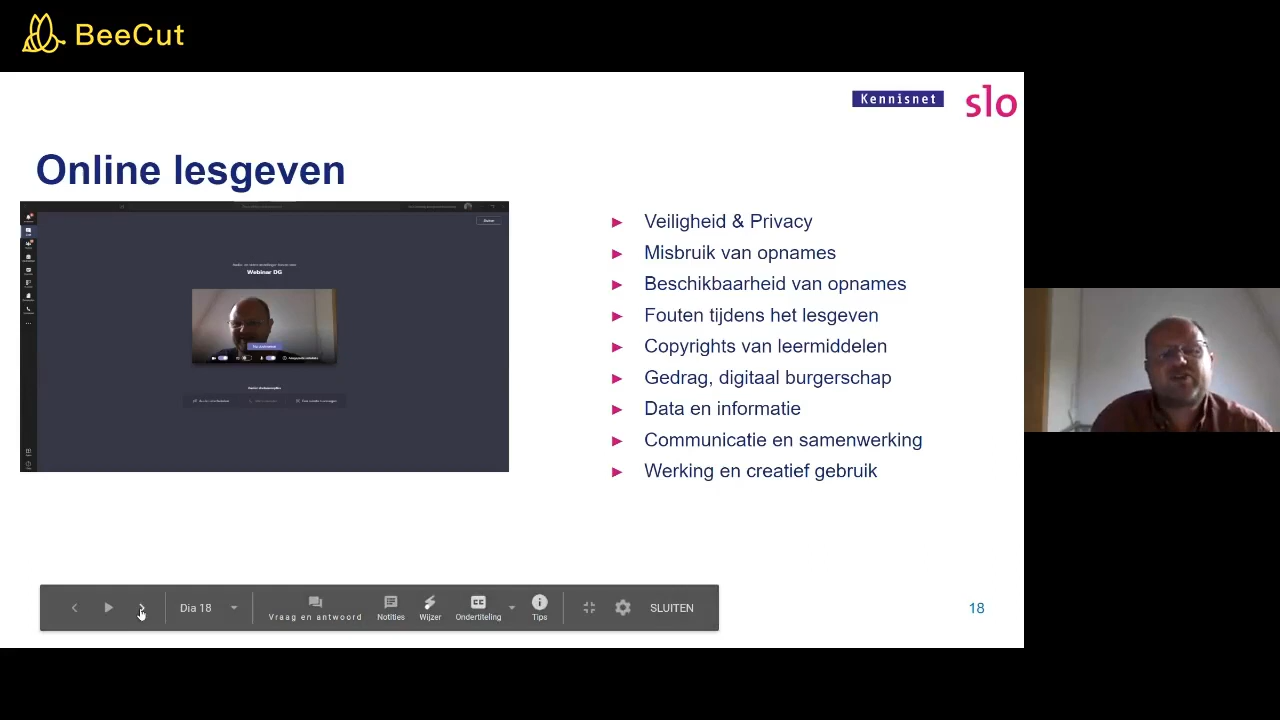 BeeCut
Kennisnet
slo
Online lesgeven
Webinar DG
Veiligheid & Privacy
Misbruik van opnames
Beschikbaarheid van opnames
Fouten tijdens het lesgeven
Copyrights van leermiddelen
Gedrag, digitaal burgerschap
Data en informatie
Communicatie en samenwerking
Werking en creatief gebruik
Dia 18
Vraag en antwoord
Notities
Wijzer
Ondertiteling
Tips
SLUITEN
18